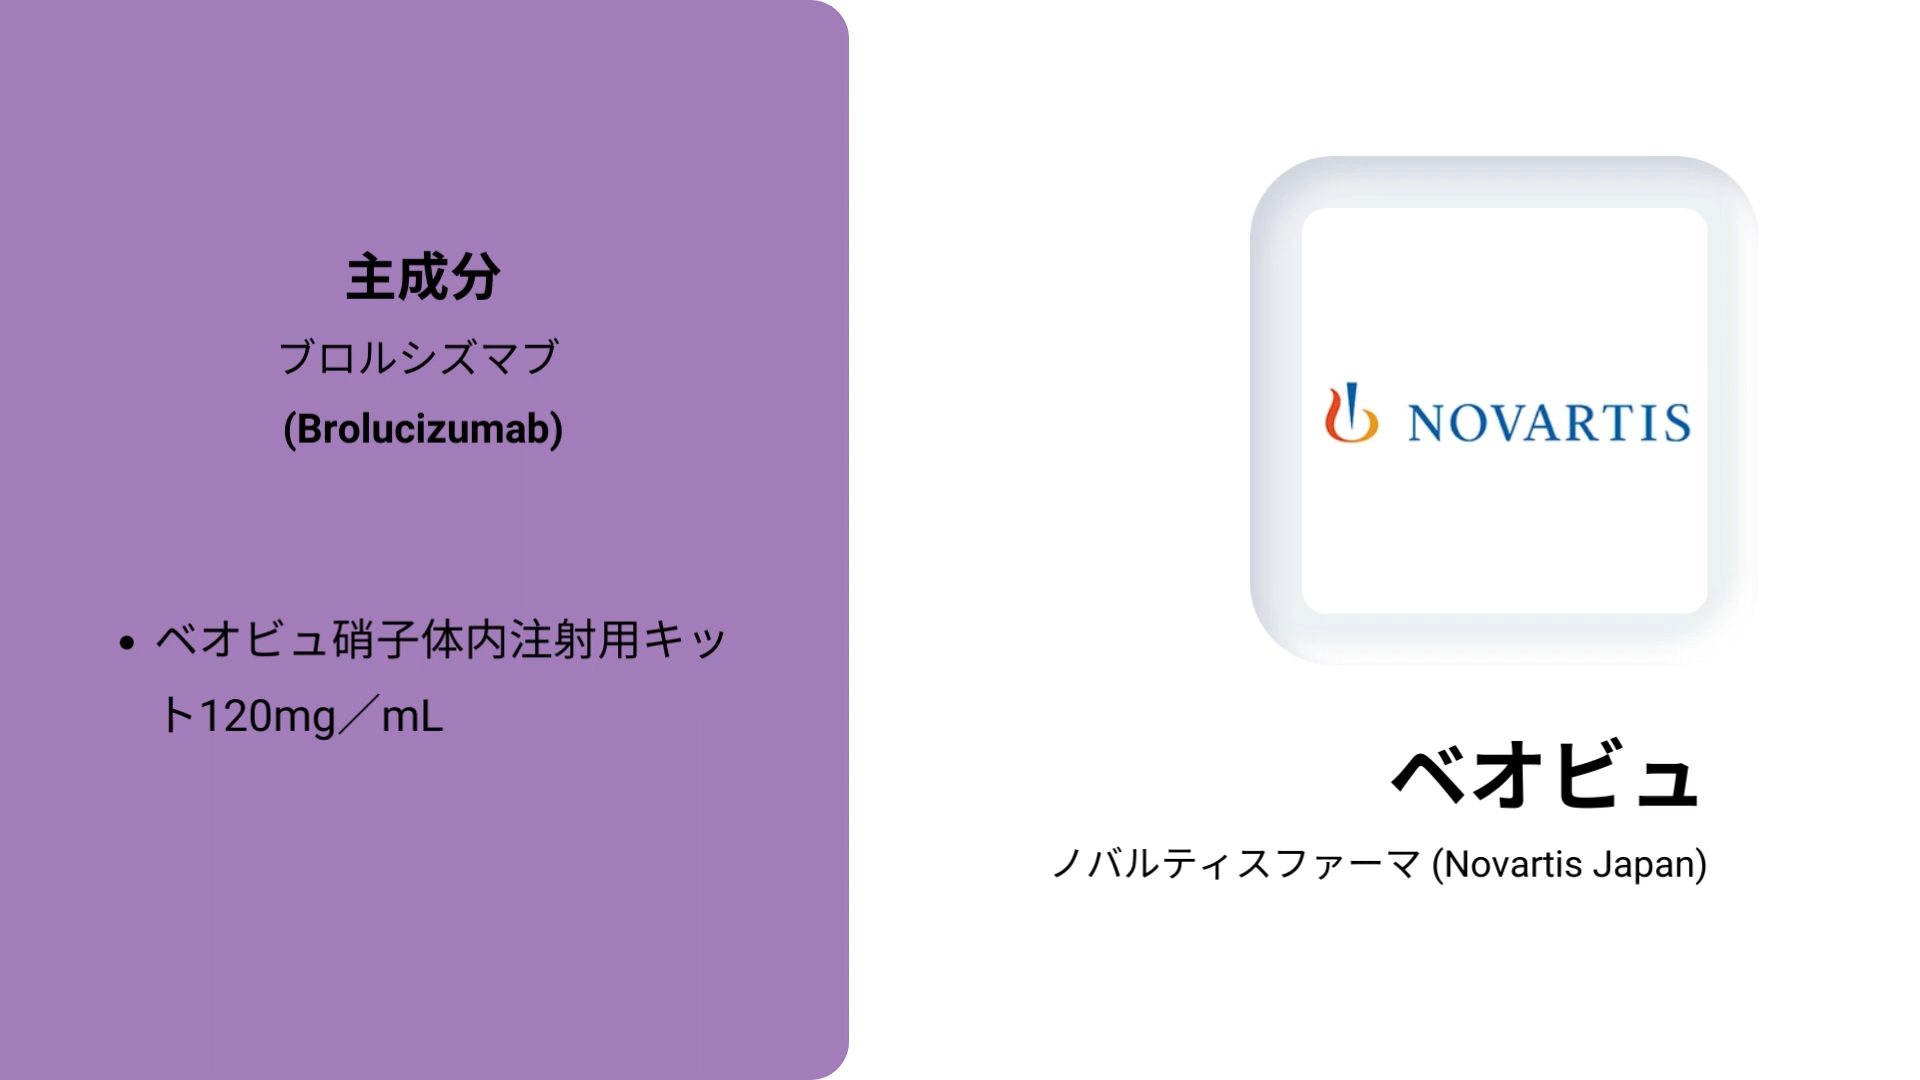 主成分
ブロルシズマブ
(Brolucizumab)
• ベオビュ硝子体内注射用キッ
ト120mg／mL
NOVARTIS
ベオビュ
ノバルティスファーマ (Novartis Japan)